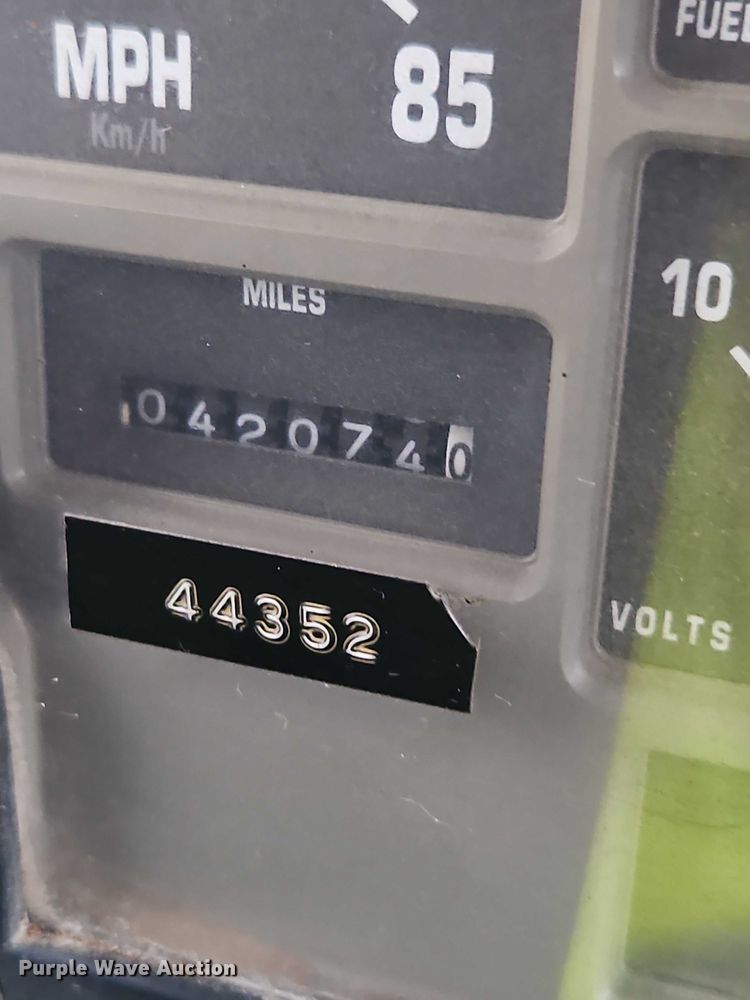 MPH
Km/h
85
FUEL
MILES
0420740
10
44352
VOLTS
Purple Wave Auction